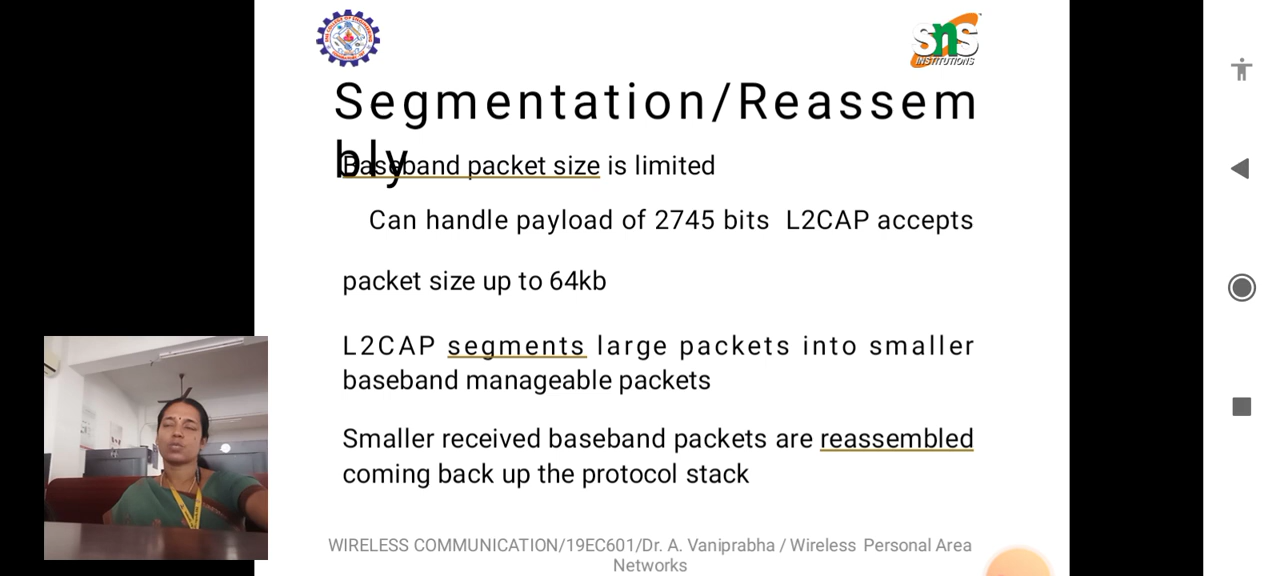 SNS
INSTITUTIONS
Segmentation/Reassem
bly
Baseband packet size is limited
Can handle payload of 2745 bits L2CAP accepts
packet size up to 64kb
L2CAP segments large packets into smaller
baseband manageable packets
Smaller received baseband packets are reassembled
coming back up the protocol stack
WIRELESS COMMUNICATION/19EC601/Dr. A. Vaniprabha / Wireless Personal Area
Networks